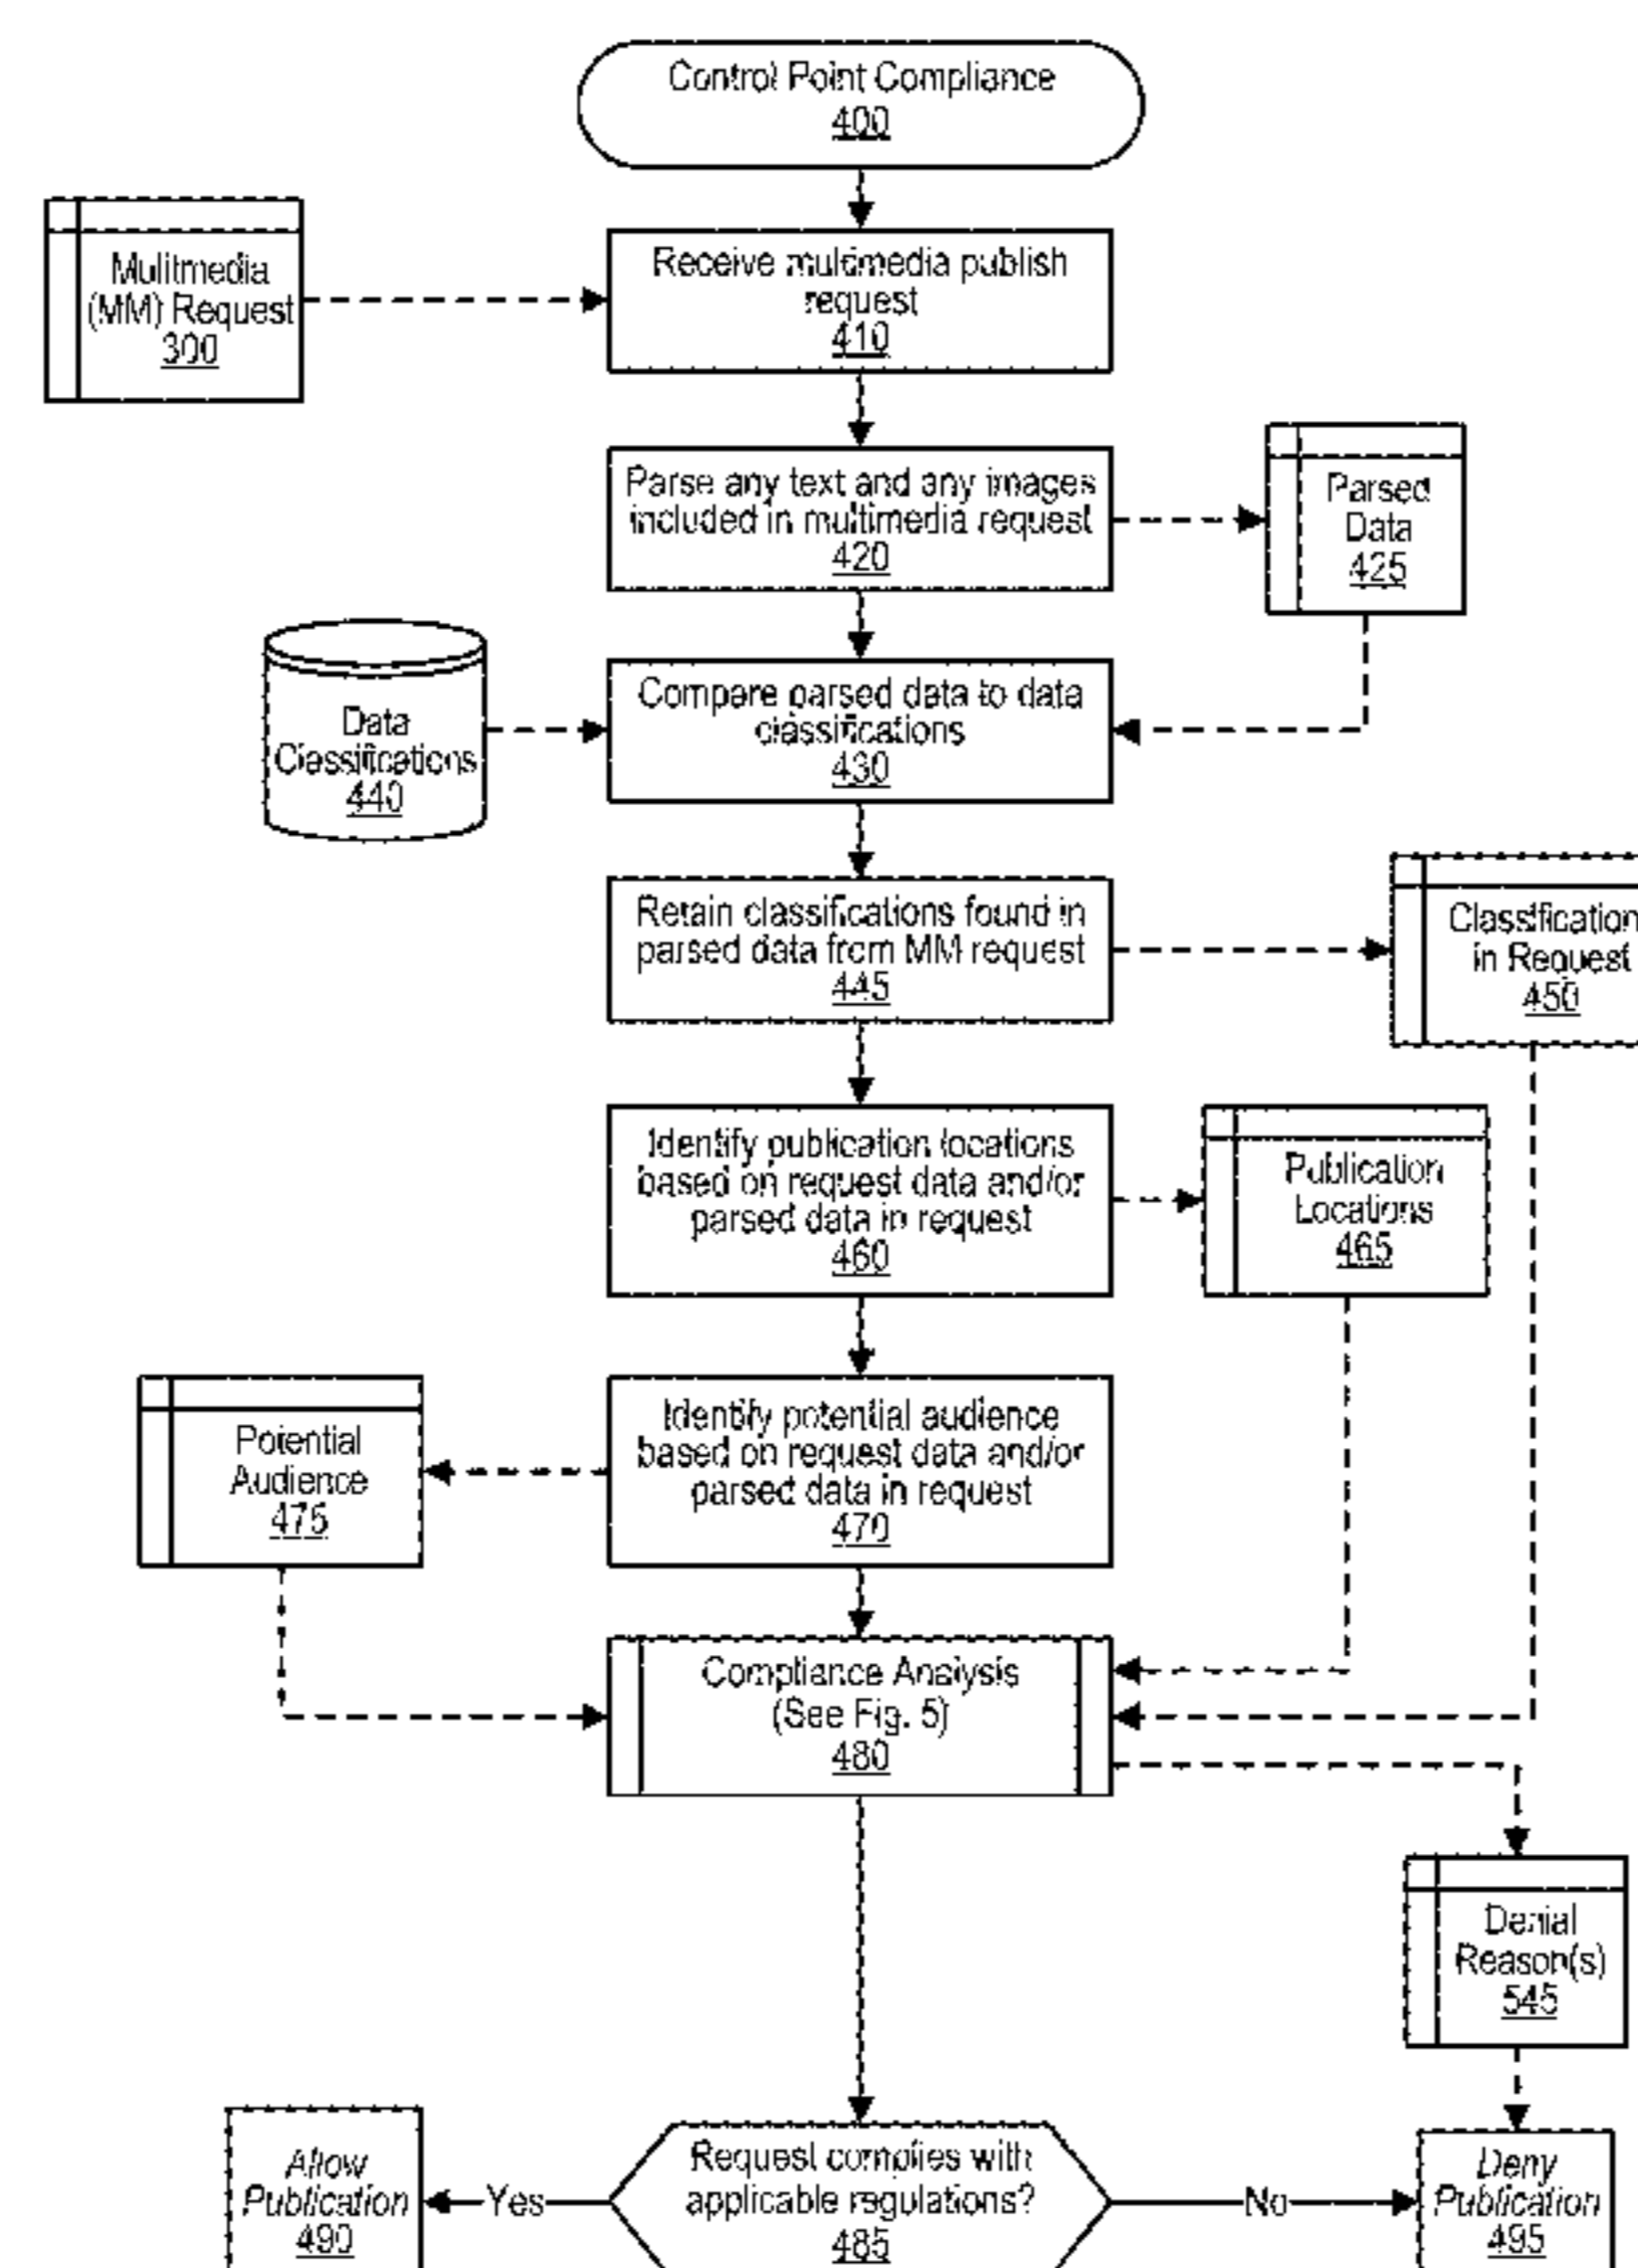 Control Point Compliance
400
Mulitmedia
(MM) Request
300
Receive multimedia publish
request
410
Parse any text and any images
included in multimedia request
420
Parsed
Data
425
Data
Classifications
440
Compare parsed data to data
classifications
430
Retain classifications found in
parsed data from MM request
445
Classification
in Request
450
Identify publication locations
based on request data and/or
parsed data in request
460
Publication
Locations
465
Potential
Audience
475
Identify potential audience
based on request data and/or
parsed data in request
470
Compliance Analysis
(See Fig. 5)
480
Denial
Reason(s)
545
Allow
Publication
490
Yes
Request complies with
applicable regulations?
485
No
Deny
Publication
495